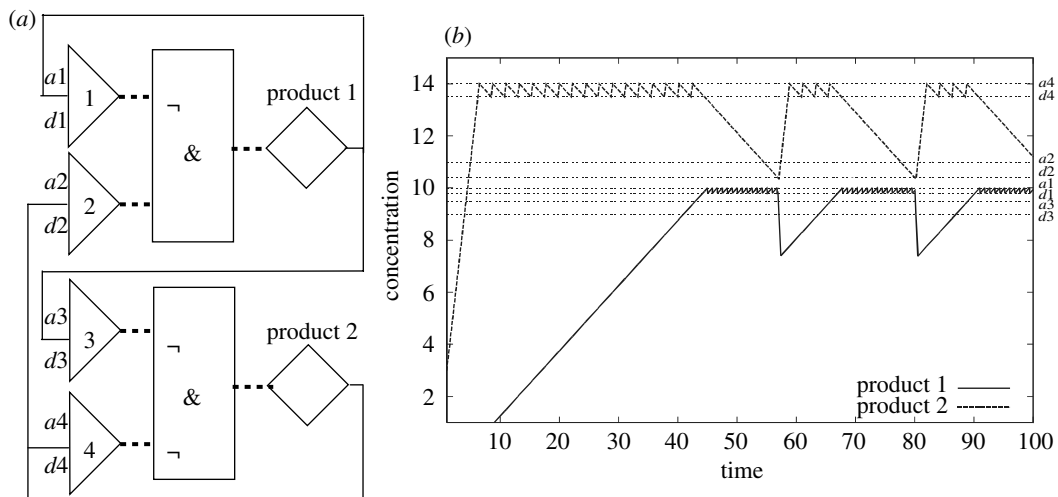 (a)
a1
d1
1
¬
&
product 1
a2
d2
2
a3
d3
3
¬
&
product 2
a4
d4
4
¬
(b)
concentration
14
12
10
8
6
4
2
10 20 30 40 50 60 70 80 90 100
time
a4
d4
a2
d2
a1
d1
a3
d3
product 1
product 2